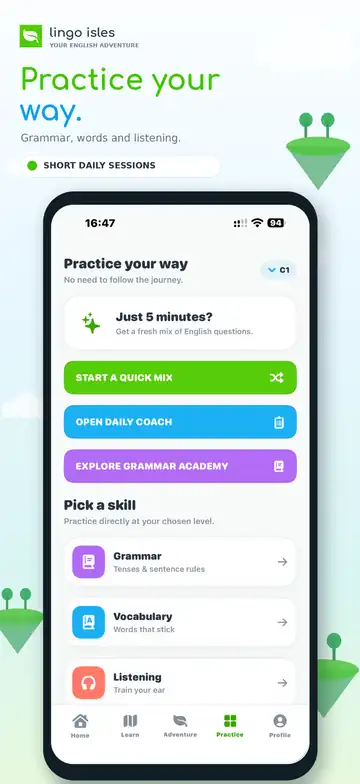 lingo isles
YOUR ENGLISH ADVENTURE
Practice your
way.
Grammar, words and listening.
SHORT DAILY SESSIONS
16:47
94
Practice your way
C1
No need to follow the journey.
Just 5 minutes?
Get a fresh mix of English questions.
START A QUICK MIX
OPEN DAILY COACH
EXPLORE GRAMMAR ACADEMY
Pick a skill
Practice directly at your chosen level.
Grammar
Tenses & sentence rules
Vocabulary
Words that stick
Listening
Train your ear
Home
Learn
Adventure
Practice
Profile